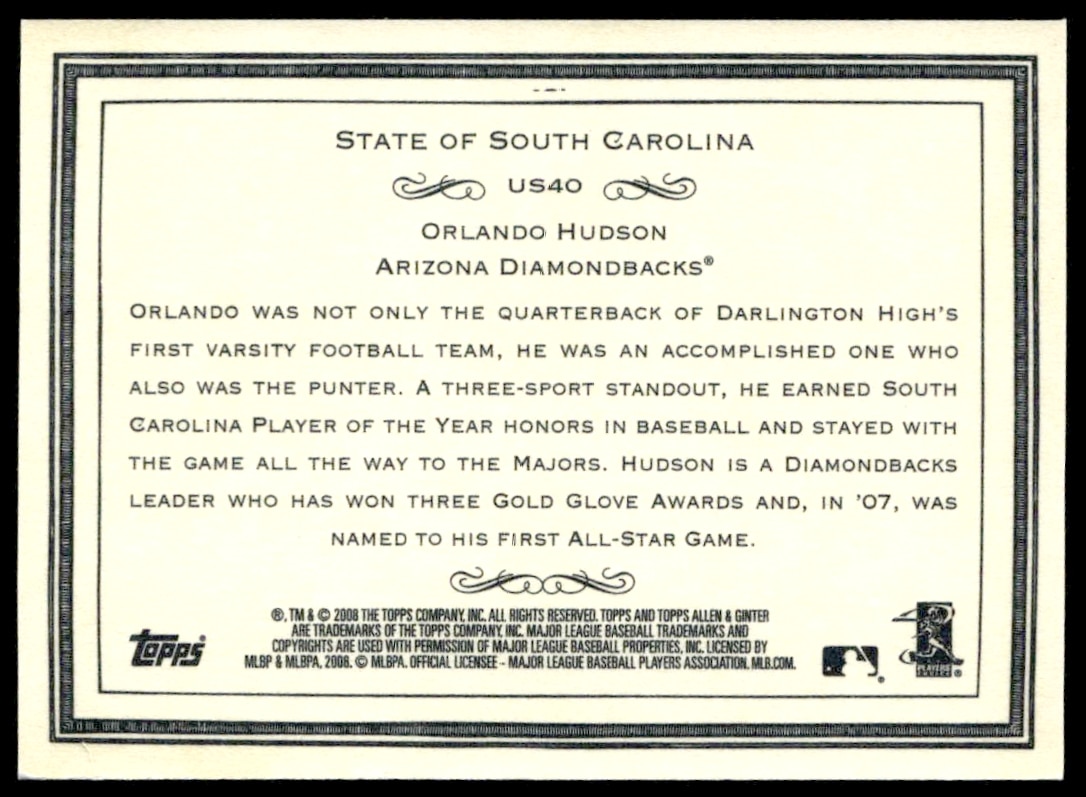 STATE OF SOUTH CAROLINA
US40
ORLANDO HUDSON
ARIZONA DIAMONDBACKS®
ORLANDO WAS NOT ONLY THE QUARTERBACK OF DARLINGTON HIGH'S
FIRST VARSITY FOOTBALL TEAM, HE WAS AN ACCOMPLISHED ONE WHO
ALSO WAS THE PUNTER. A THREE-SPORT STANDOUT, HE EARNED SOUTH
CAROLINA PLAYER OF THE YEAR HONORS IN BASEBALL AND STAYED WITH
THE GAME ALL THE WAY TO THE MAJORS. HUDSON IS A DIAMONDBACKS
LEADER WHO HAS WON THREE GOLD GLOVE AWARDS AND, IN '07, WAS
NAMED TO HIS FIRST ALL-STAR GAME.
®, TM & © 2008 THE TOPPS COMPANY, INC. ALL RIGHTS RESERVED. TOPPS AND TOPPS ALLEN & GINTER
ARE TRADEMARKS OF THE TOPPS COMPANY, INC. MAJOR LEAGUE BASEBALL TRADEMARKS AND
COPYRIGHTS ARE USED WITH PERMISSION OF MAJOR LEAGUE BASEBALL PROPERTIES, INC. LICENSED BY
MLBP & MLBPA, 2008. © MLBPA. OFFICIAL LICENSEE - MAJOR LEAGUE BASEBALL PLAYERS ASSOCIATION. MLB.COM.
Topps®
®
PLAYERS
CHOICE ®